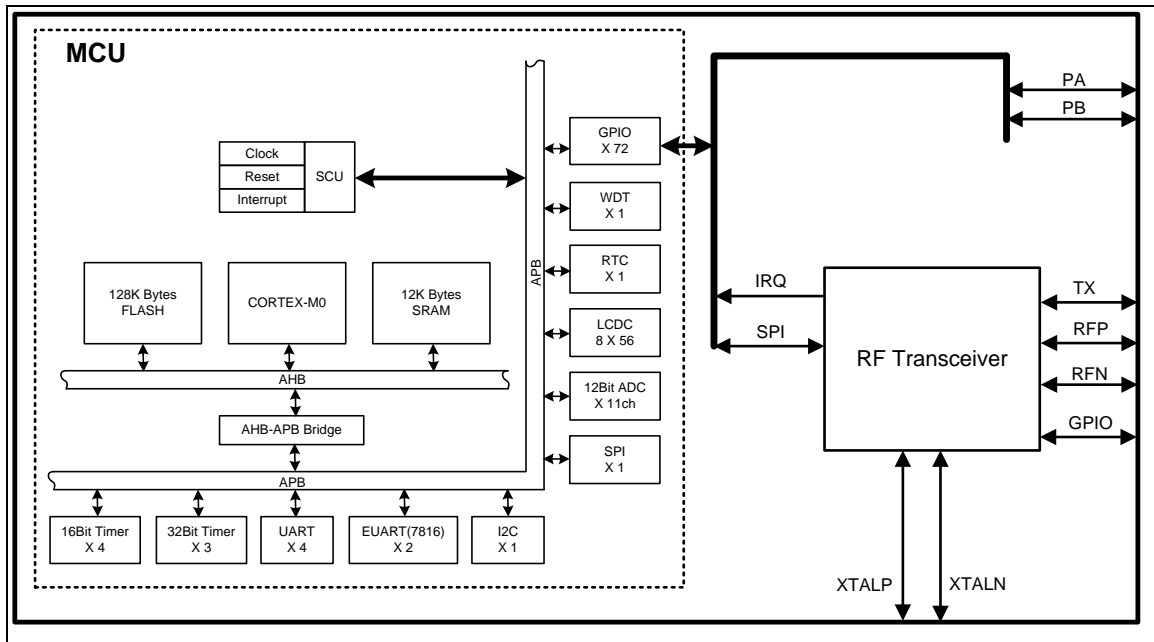 MCU
Clock
Reset
Interrupt
SCU
128K Bytes
FLASH
CORTEX-M0
12K Bytes
SRAM
AHB
AHB-APB Bridge
APB
APB
16Bit Timer
X 4
32Bit Timer
X 3
UART
X 4
EUART(7816)
X 2
I2C
X 1
GPIO
X 72
WDT
X 1
RTC
X 1
LCDC
8 X 56
12Bit ADC
X 11ch
SPI
X 1
PA
PB
IRQ
SPI
RF Transceiver
TX
RFP
RFN
GPIO
XTALP
XTALN